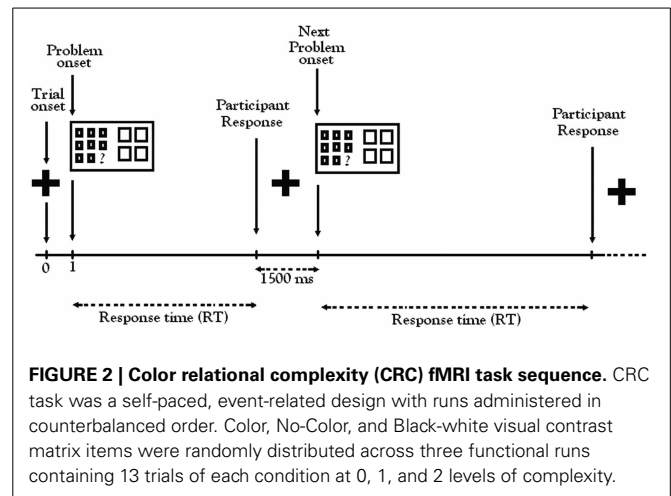 Next
Problem
onset
Problem
onset
Trial
onset
Participant
Response
Participant
Response
?
?
0 1
1500 ms
Response time (RT)
Response time (RT)
FIGURE 2 | Color relational complexity (CRC) fMRI task sequence. CRC
task was a self-paced, event-related design with runs administered in
counterbalanced order. Color, No-Color, and Black-white visual contrast
matrix items were randomly distributed across three functional runs
containing 13 trials of each condition at 0, 1, and 2 levels of complexity.